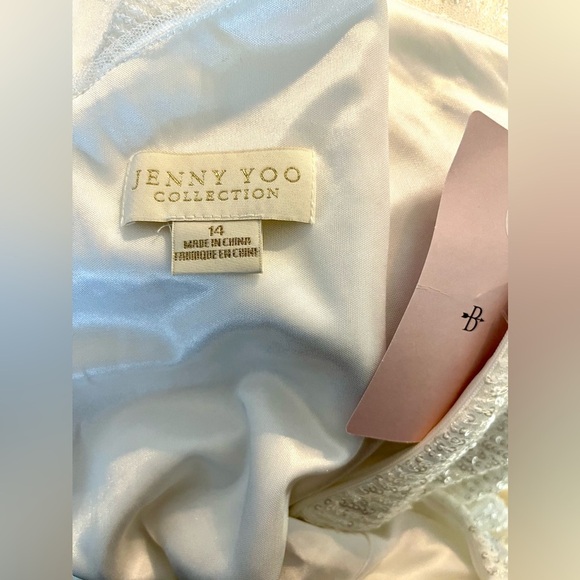 JENNY YOO
COLLECTION
14
MADE IN CHINA
FABRIQUE EN CHINE
B